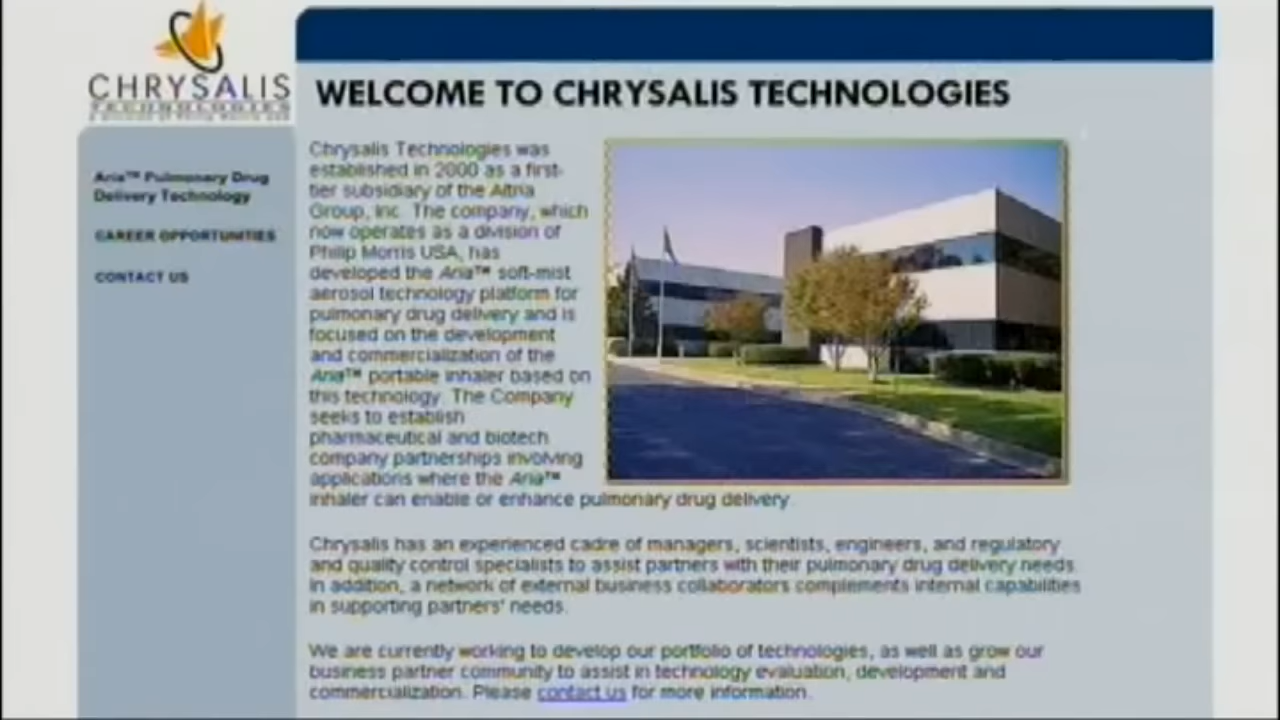 CHRYSALIS
TECHNOLOGIES
WELCOME TO CHRYSALIS TECHNOLOGIES
Aria™ Pulmonary Drug
Delivery Technology
CAREER OPPORTUNITIES
CONTACT US
Chrysalis Technologies was
established in 2000 as a first-
tier subsidiary of the Altria
Group, Inc. The company, which
now operates as a division of
Philip Morris USA, has
developed the Aria™ soft-mist
aerosol technology platform for
pulmonary drug delivery and is
focused on the development
and commercialization of the
Aria™ portable inhaler based on
this technology. The Company
seeks to establish
pharmaceutical and biotech
company partnerships involving
applications where the Aria™
inhaler can enable or enhance pulmonary drug delivery.
Chrysalis has an experienced cadre of managers, scientists, engineers, and regulatory
and quality control specialists to assist partners with their pulmonary drug delivery needs.
In addition, a network of external business collaborators complements internal capabilities
in supporting partners' needs.
We are currently working to develop our portfolio of technologies, as well as grow our
business partner community to assist in technology evaluation, development and
commercialization. Please contact us for more information.